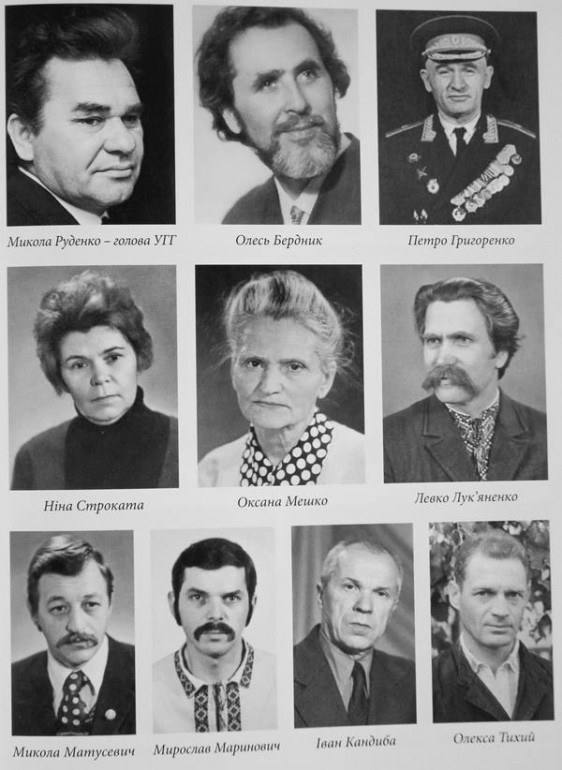 Микола Руденко – голова УГГ
Олесь Бердник
Петро Григоренко
Ніна Строката
Оксана Мешко
Левко Лук'яненко
Микола Матусевич
Мирослав Маринович
Іван Кандиба
Олекса Тихий